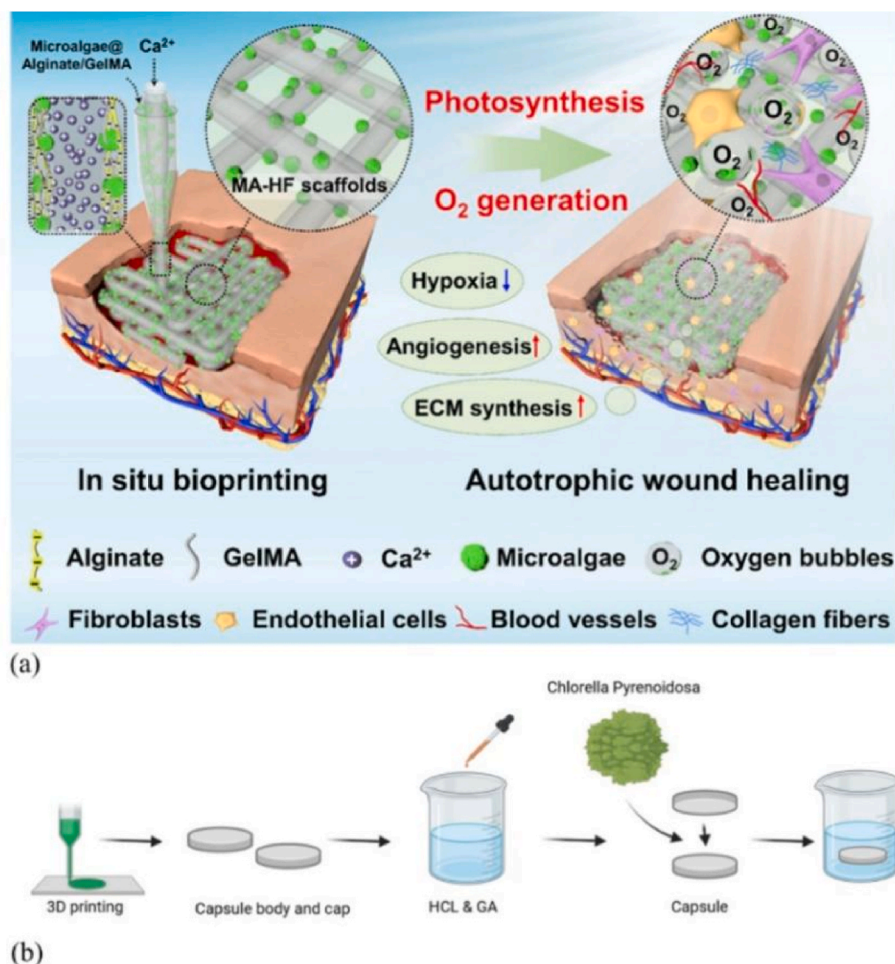 Microalgae@
Alginate/GelMA
Ca²⁺
MA-HF scaffolds
Photosynthesis
O₂ generation
O₂
O₂
O₂
O₂
O₂
O₂
O₂
O₂
Hypoxia ↓
Angiogenesis ↑
ECM synthesis ↑
In situ bioprinting
Autotrophic wound healing
Alginate
GelMA
Ca²⁺
Microalgae
O₂ Oxygen bubbles
Fibroblasts
Endothelial cells
Blood vessels
Collagen fibers
(a)
Chlorella Pyrenoidosa
3D printing
Capsule body and cap
HCL & GA
Capsule
(b)